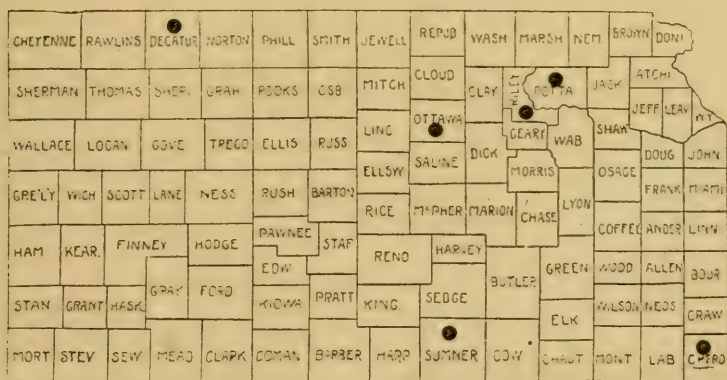 CHEYENNE RAWLINS DECATUR NORTON PHILL SMITH JEWELL REPUB WASH MARSH NEM. BROWN DONI.
SHERMAN THOMAS SHERI. GRAH ROOKS OSB MITCH CLOUD CLAY RILEY POTTA JACK ATCHI
JEFF LEAV WY.
WALLACE LOGAN GOVE TREGO ELLIS RUSS LINC OTTAWA GEARY WAB SHAW
ELLSW SALINE DICK MORRIS OSAGE DOUG JOHN
GRE'LY WICH SCOTT LANE NESS RUSH BARTON RICE M'PHER MARION CHASE LYON FRANK MIAMI
HAM KEAR. FINNEY HODGE PAWNEE STAF RENO HARVEY COFFEE ANDER LINN
EDW BUTLER GREEN WOOD ALLEN BOUR
STAN GRANT HASK. GRAY FORD KIOWA PRATT KING. SEDGE ELK WILSON NEOS CRAW
MORT STEV SEW MEAD CLARK COMAN BARBER HARP SUMNER COW CHAUT MONT LAB CHERO